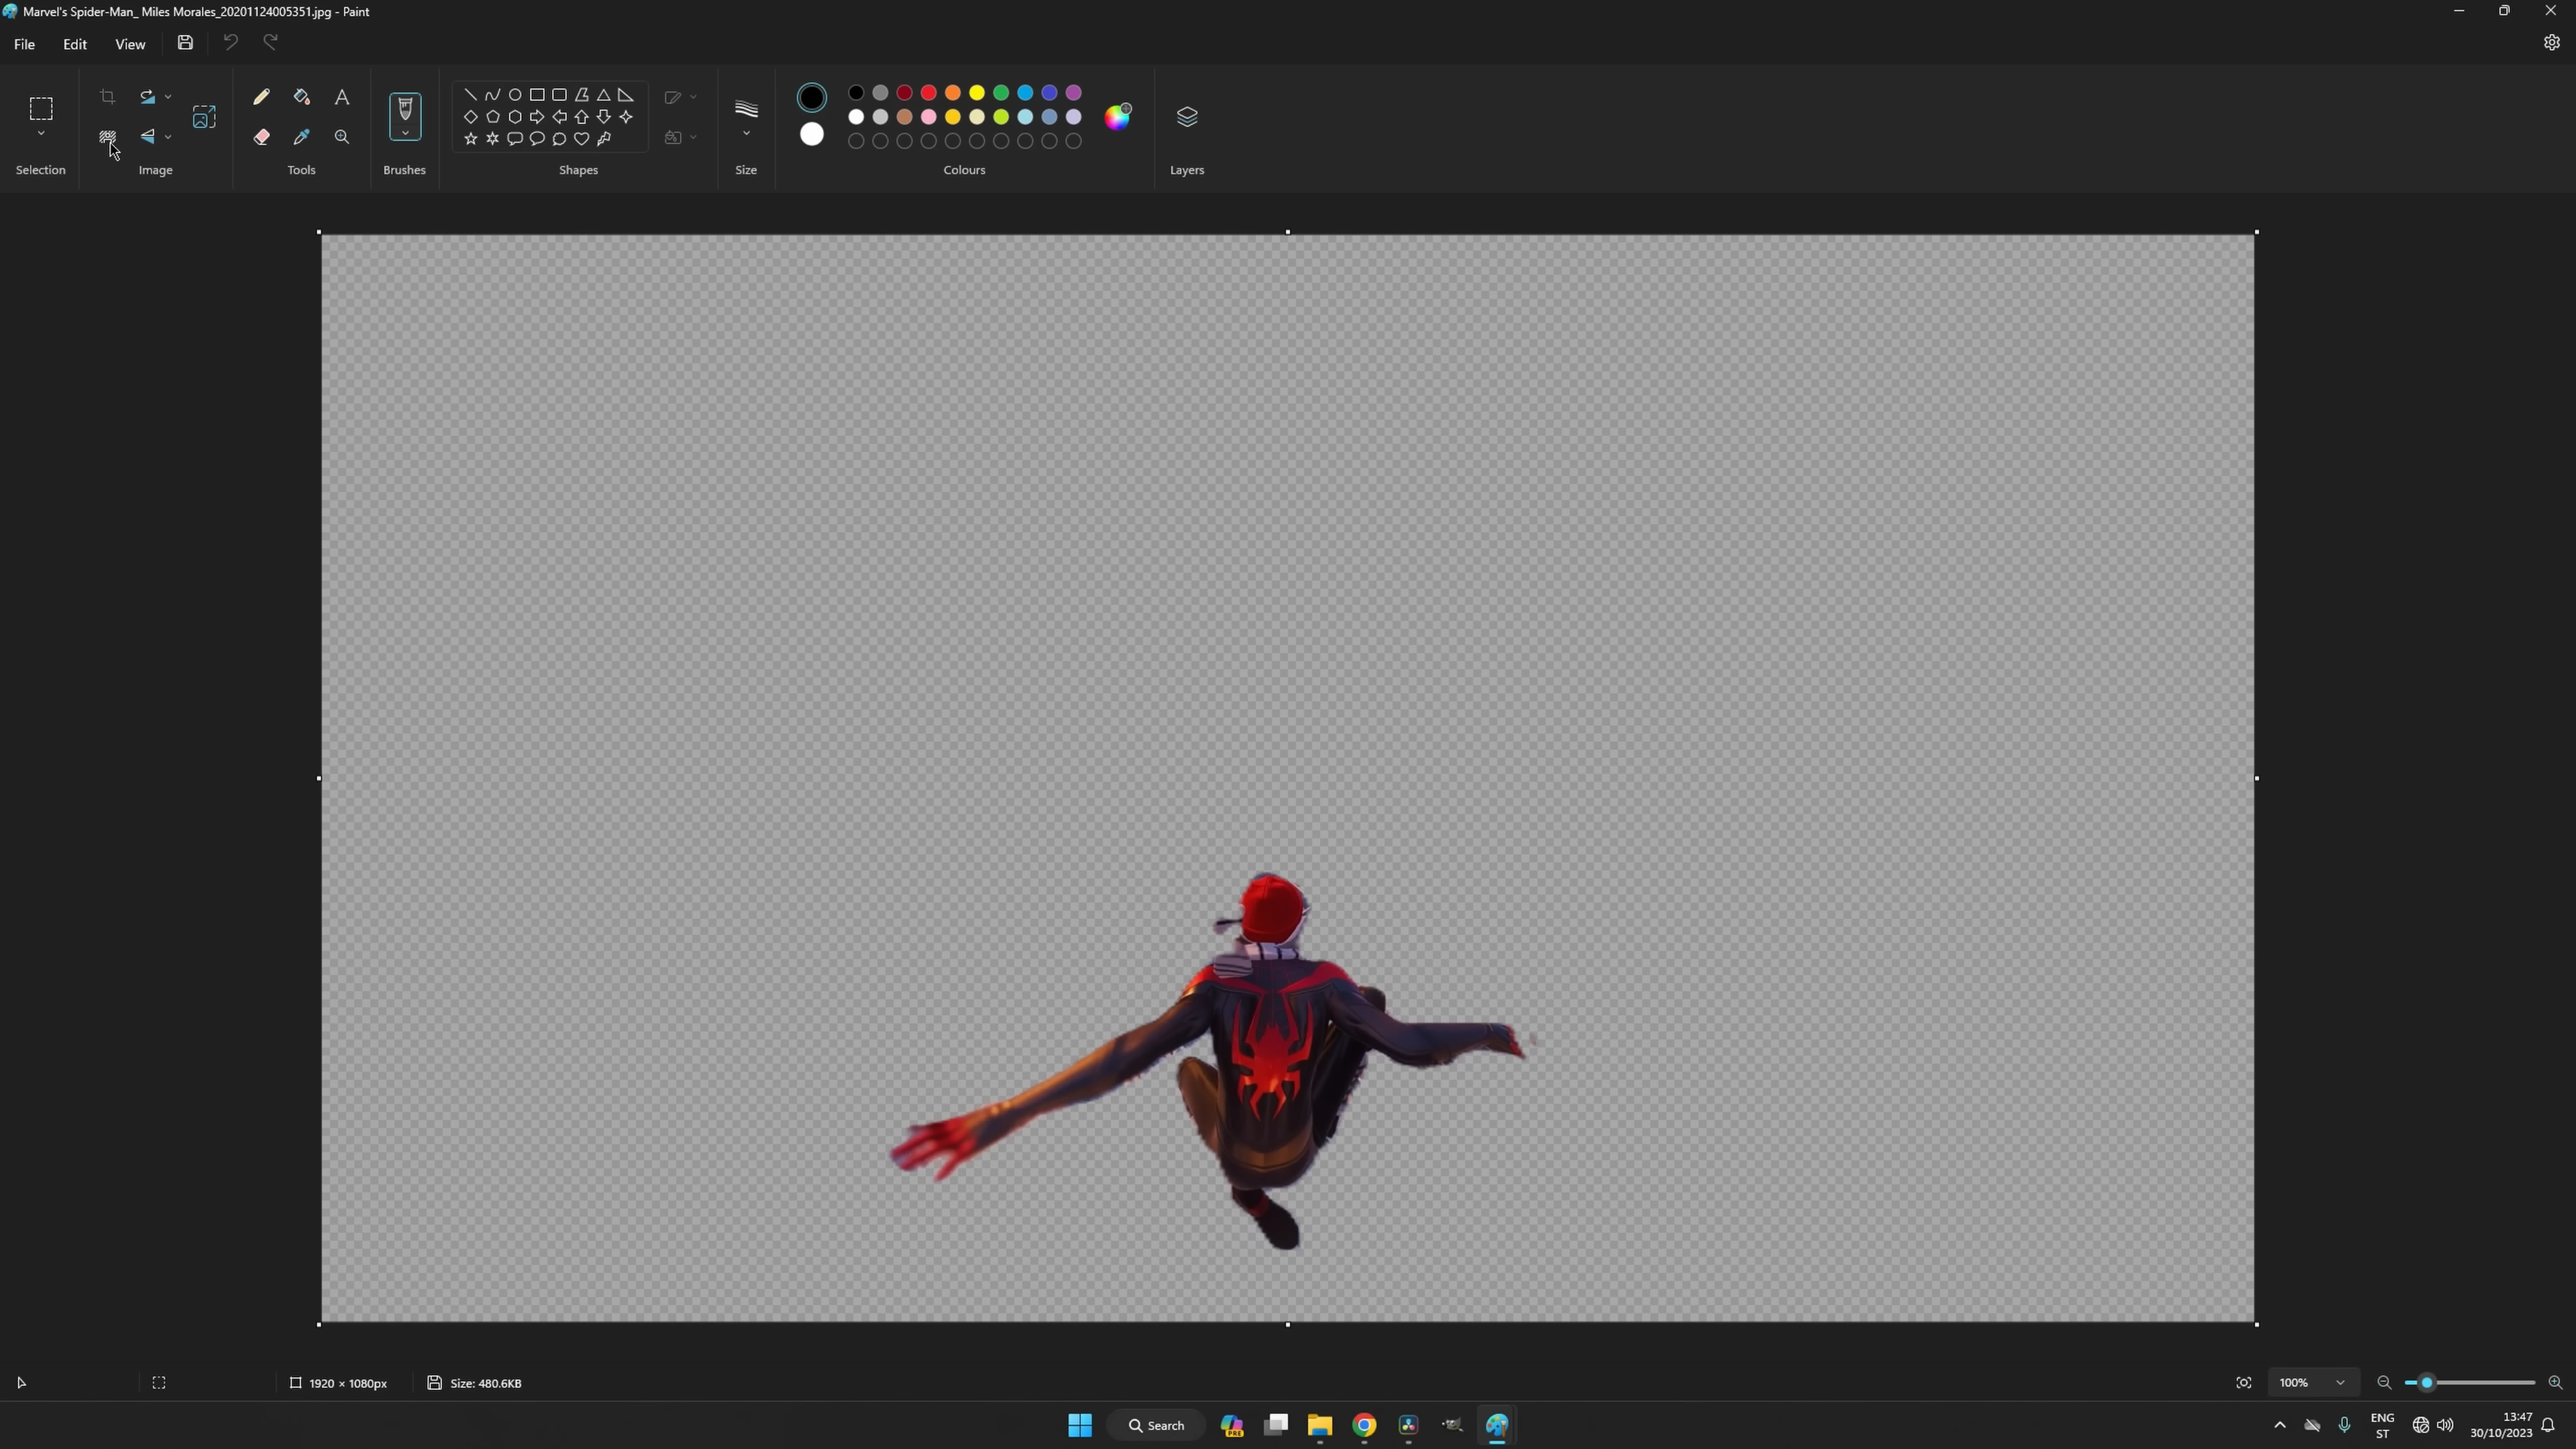 Marvel's Spider-Man_ Miles Morales_20201124005351.jpg - Paint
File Edit View
Selection Image Tools Brushes Shapes Size Colours Layers
1920 × 1080px Size: 480.6KB 100%
Search PRE ENG 13:47
ST 30/10/2023